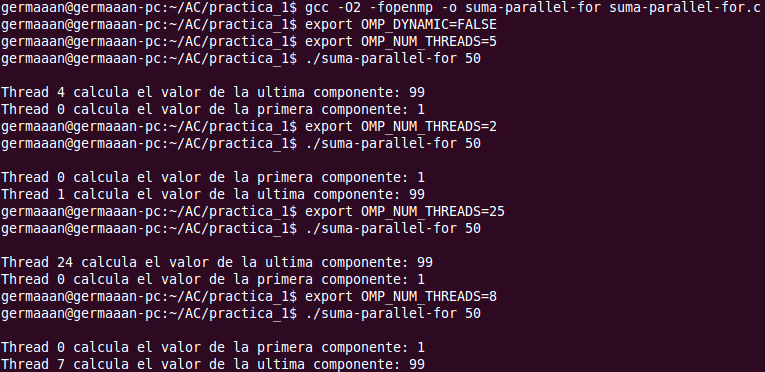 germaaan@germaaan-pc:~/AC/practica_1$ gcc -O2 -fopenmp -o suma-parallel-for suma-parallel-for.c
germaaan@germaaan-pc:~/AC/practica_1$ export OMP_DYNAMIC=FALSE
germaaan@germaaan-pc:~/AC/practica_1$ export OMP_NUM_THREADS=5
germaaan@germaaan-pc:~/AC/practica_1$ ./suma-parallel-for 50
Thread 4 calcula el valor de la ultima componente: 99
Thread 0 calcula el valor de la primera componente: 1
germaaan@germaaan-pc:~/AC/practica_1$ export OMP_NUM_THREADS=2
germaaan@germaaan-pc:~/AC/practica_1$ ./suma-parallel-for 50
Thread 0 calcula el valor de la primera componente: 1
Thread 1 calcula el valor de la ultima componente: 99
germaaan@germaaan-pc:~/AC/practica_1$ export OMP_NUM_THREADS=25
germaaan@germaaan-pc:~/AC/practica_1$ ./suma-parallel-for 50
Thread 24 calcula el valor de la ultima componente: 99
Thread 0 calcula el valor de la primera componente: 1
germaaan@germaaan-pc:~/AC/practica_1$ export OMP_NUM_THREADS=8
germaaan@germaaan-pc:~/AC/practica_1$ ./suma-parallel-for 50
Thread 0 calcula el valor de la primera componente: 1
Thread 7 calcula el valor de la ultima componente: 99